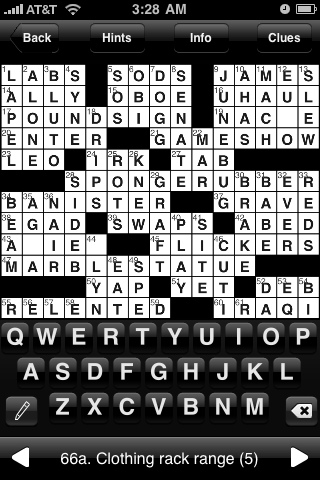 AT&T 3:28 AM
Back Hints Info Clues
LABS SODS JAMES
ALLY OBOE UHAUL
POUNDSIGN NAC E
ENTER GAMESHOW
LEO IRK TAB
SPONGERUBBER
BANISTER GRAVE
EGAD SWAPS ABED
A IE FLICKERS
MARBLESTATUE
YAP YET DEB
RELENTED IRAQI
Q W E R T Y U I O P
A S D F G H J K L
Z X C V B N M
66a. Clothing rack range (5)